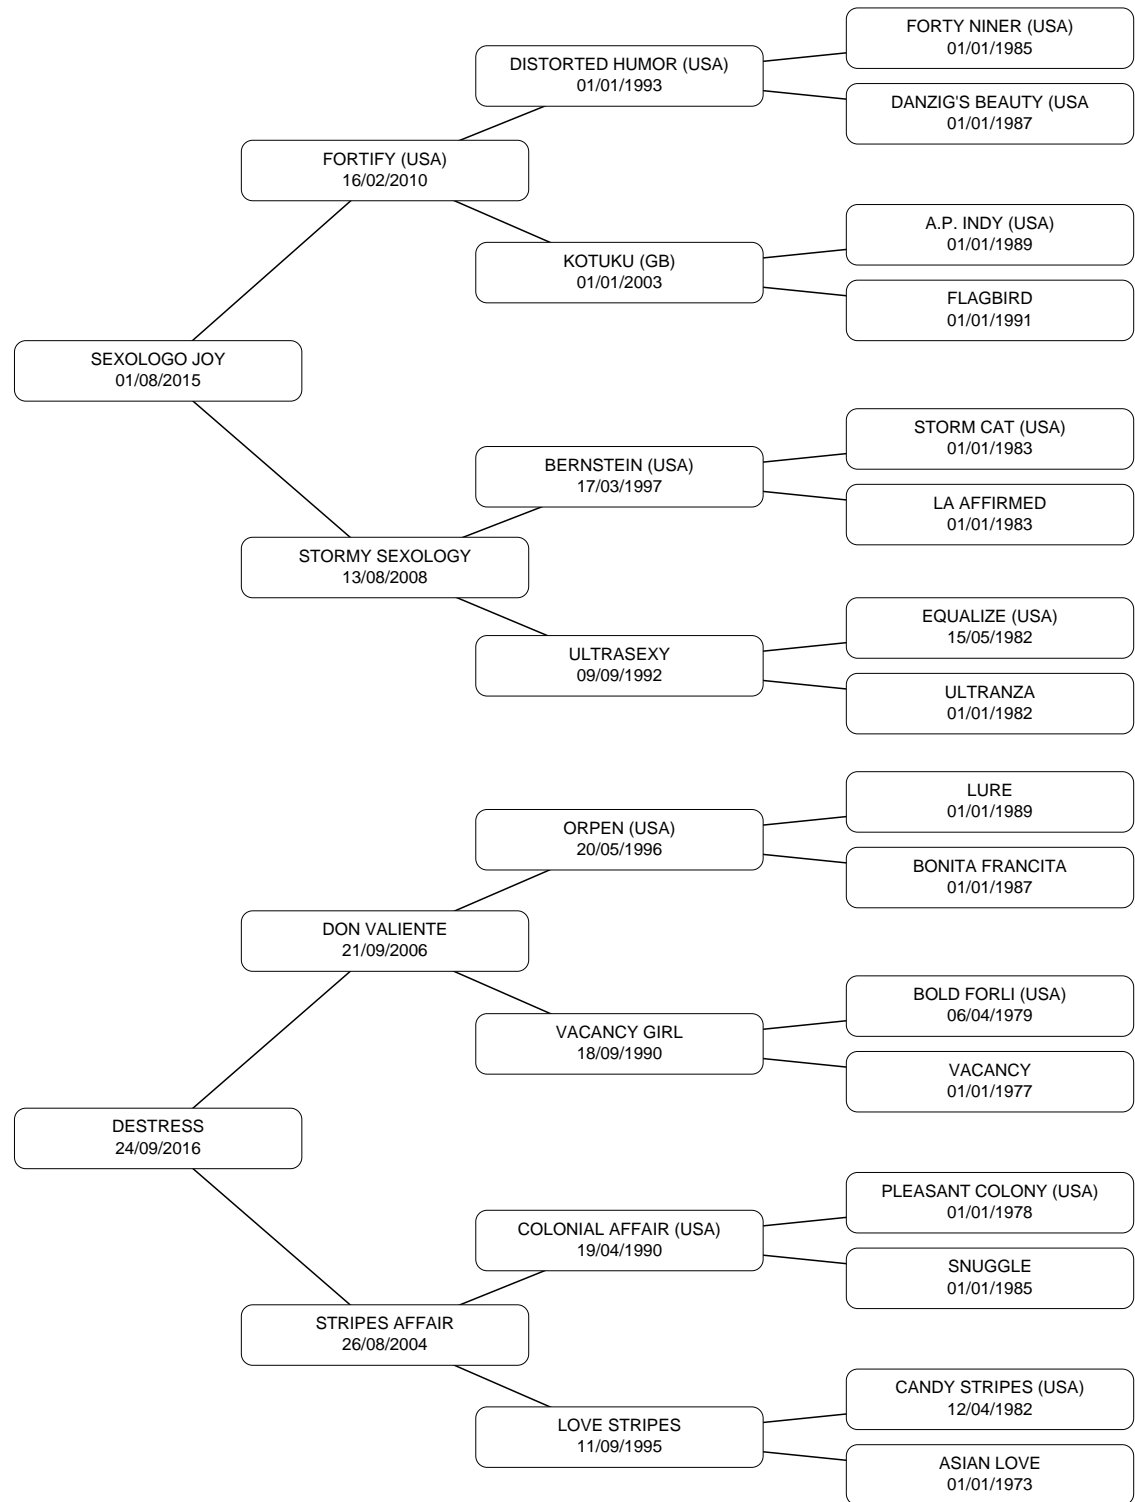 FORTY NINER (USA)
01/01/1985
DISTORTED HUMOR (USA)
01/01/1993
DANZIG'S BEAUTY (USA
01/01/1987
FORTIFY (USA)
16/02/2010
A.P. INDY (USA)
01/01/1989
KOTUKU (GB)
01/01/2003
FLAGBIRD
01/01/1991
SEXOLOGO JOY
01/08/2015
STORM CAT (USA)
01/01/1983
BERNSTEIN (USA)
17/03/1997
LA AFFIRMED
01/01/1983
STORMY SEXOLOGY
13/08/2008
EQUALIZE (USA)
15/05/1982
ULTRASEXY
09/09/1992
ULTRANZA
01/01/1982
LURE
01/01/1989
ORPEN (USA)
20/05/1996
BONITA FRANCITA
01/01/1987
DON VALIENTE
21/09/2006
BOLD FORLI (USA)
06/04/1979
VACANCY GIRL
18/09/1990
VACANCY
01/01/1977
DESTRESS
24/09/2016
PLEASANT COLONY (USA)
01/01/1978
COLONIAL AFFAIR (USA)
19/04/1990
SNUGGLE
01/01/1985
STRIPES AFFAIR
26/08/2004
CANDY STRIPES (USA)
12/04/1982
LOVE STRIPES
11/09/1995
ASIAN LOVE
01/01/1973